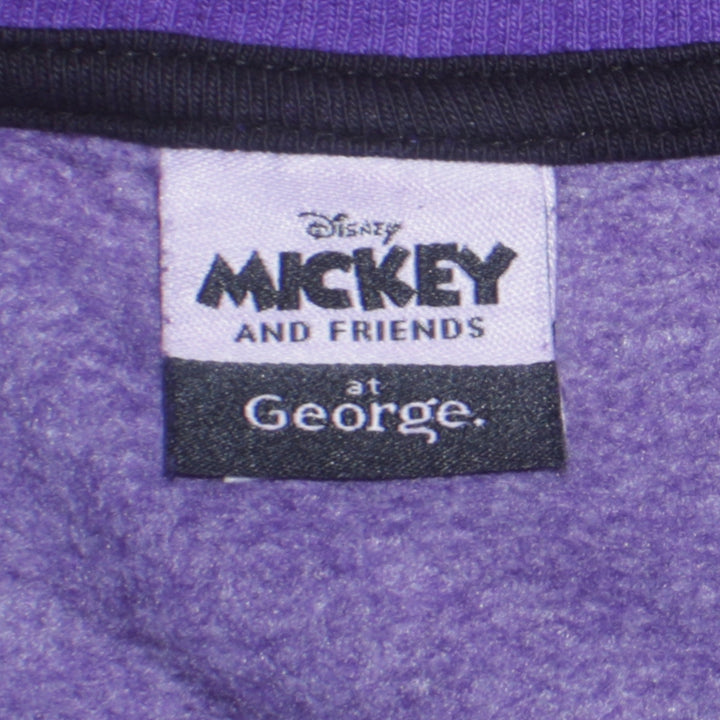 Disney
MICKEY
AND FRIENDS
at
George.